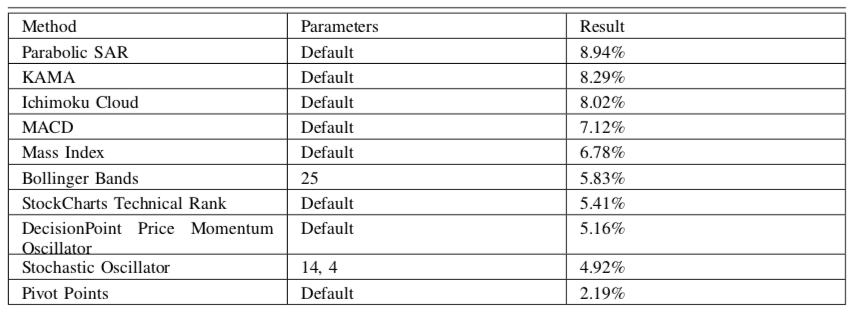 Method Parameters Result
Parabolic SAR Default 8.94%
KAMA Default 8.29%
Ichimoku Cloud Default 8.02%
MACD Default 7.12%
Mass Index Default 6.78%
Bollinger Bands 25 5.83%
StockCharts Technical Rank Default 5.41%
DecisionPoint Price Momentum Default 5.16%
Oscillator
Stochastic Oscillator 14, 4 4.92%
Pivot Points Default 2.19%